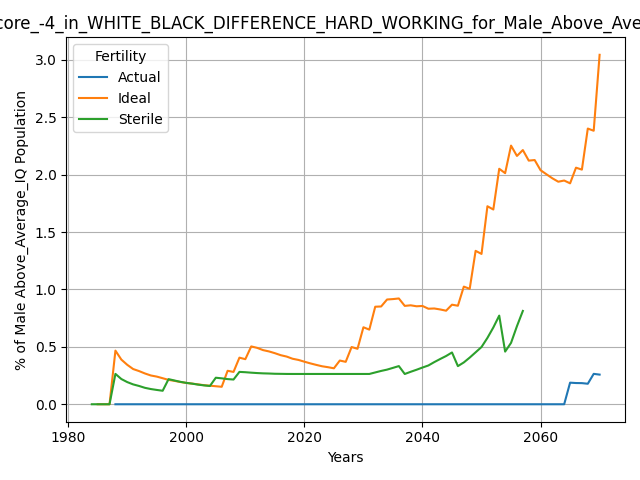 core_-4_in_WHITE_BLACK_DIFFERENCE_HARD_WORKING_for_Male_Above_Ave
Fertility
Actual
Ideal
Sterile
% of Male Above_Average_IQ Population
3.0
2.5
2.0
1.5
1.0
0.5
0.0
1980 2000 2020 2040 2060
Years